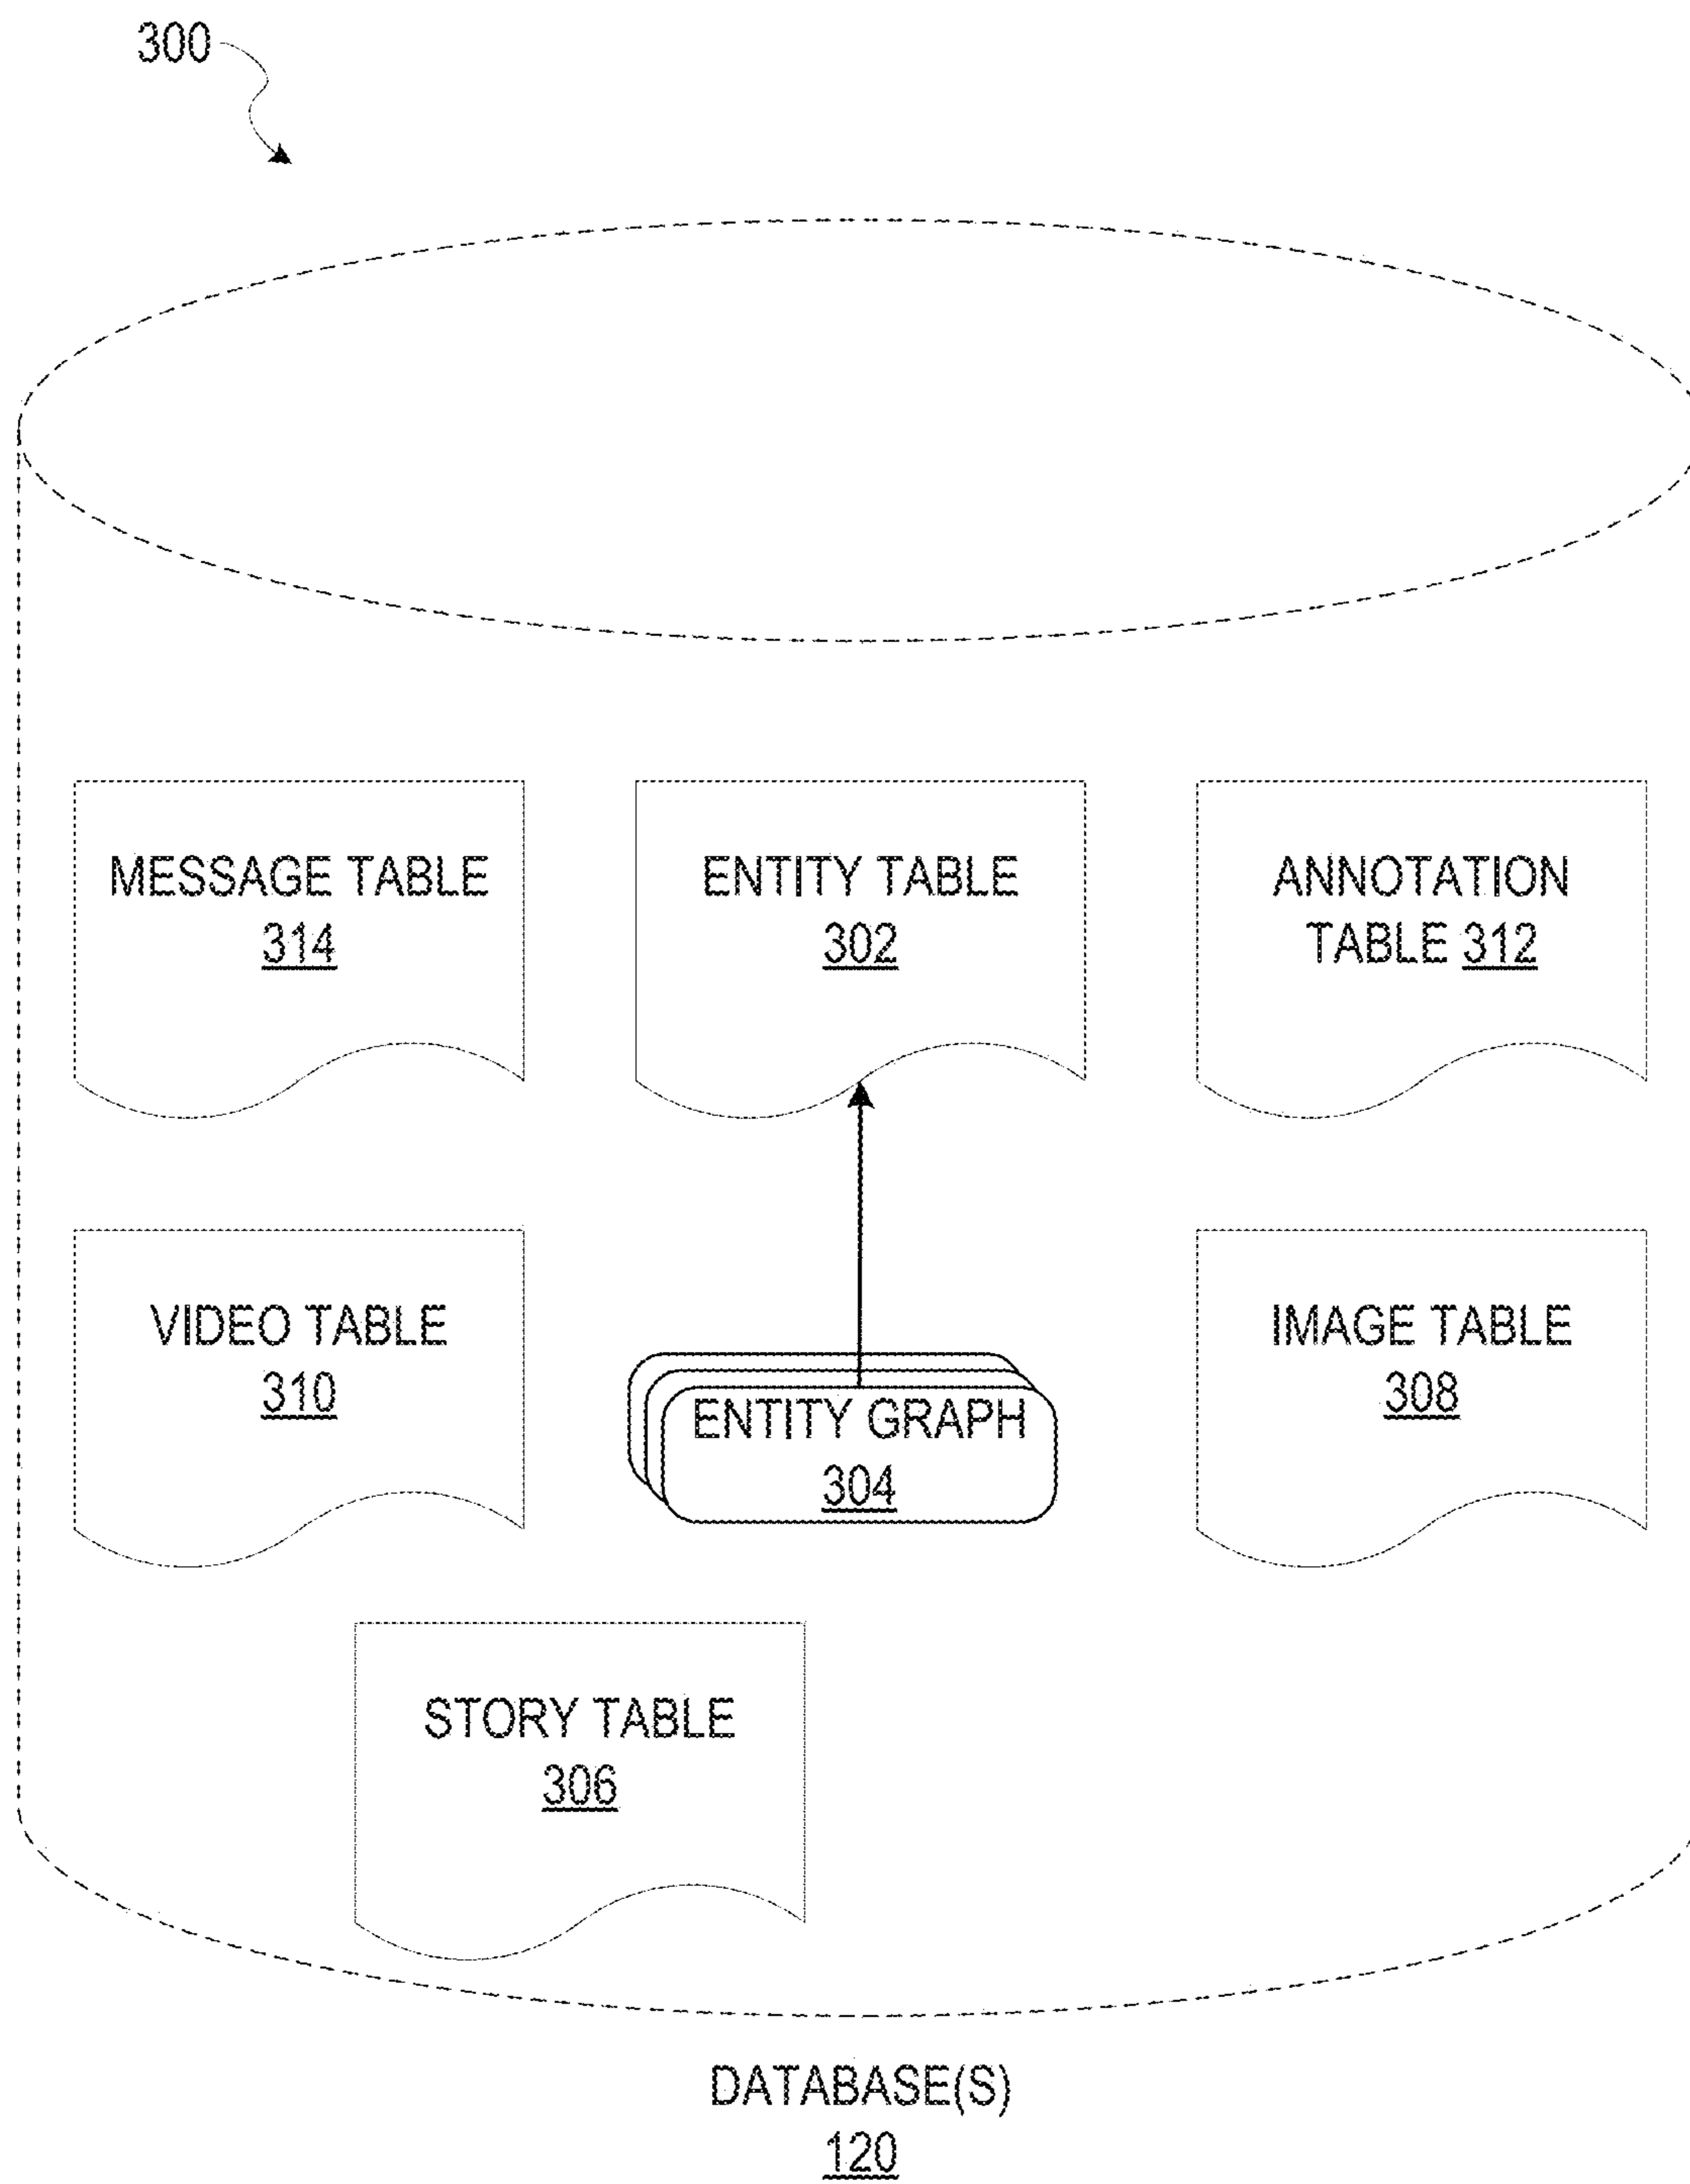 300
MESSAGE TABLE
314
ENTITY TABLE
302
ANNOTATION
TABLE 312
VIDEO TABLE
310
ENTITY GRAPH
304
IMAGE TABLE
308
STORY TABLE
306
DATABASE(S)
120